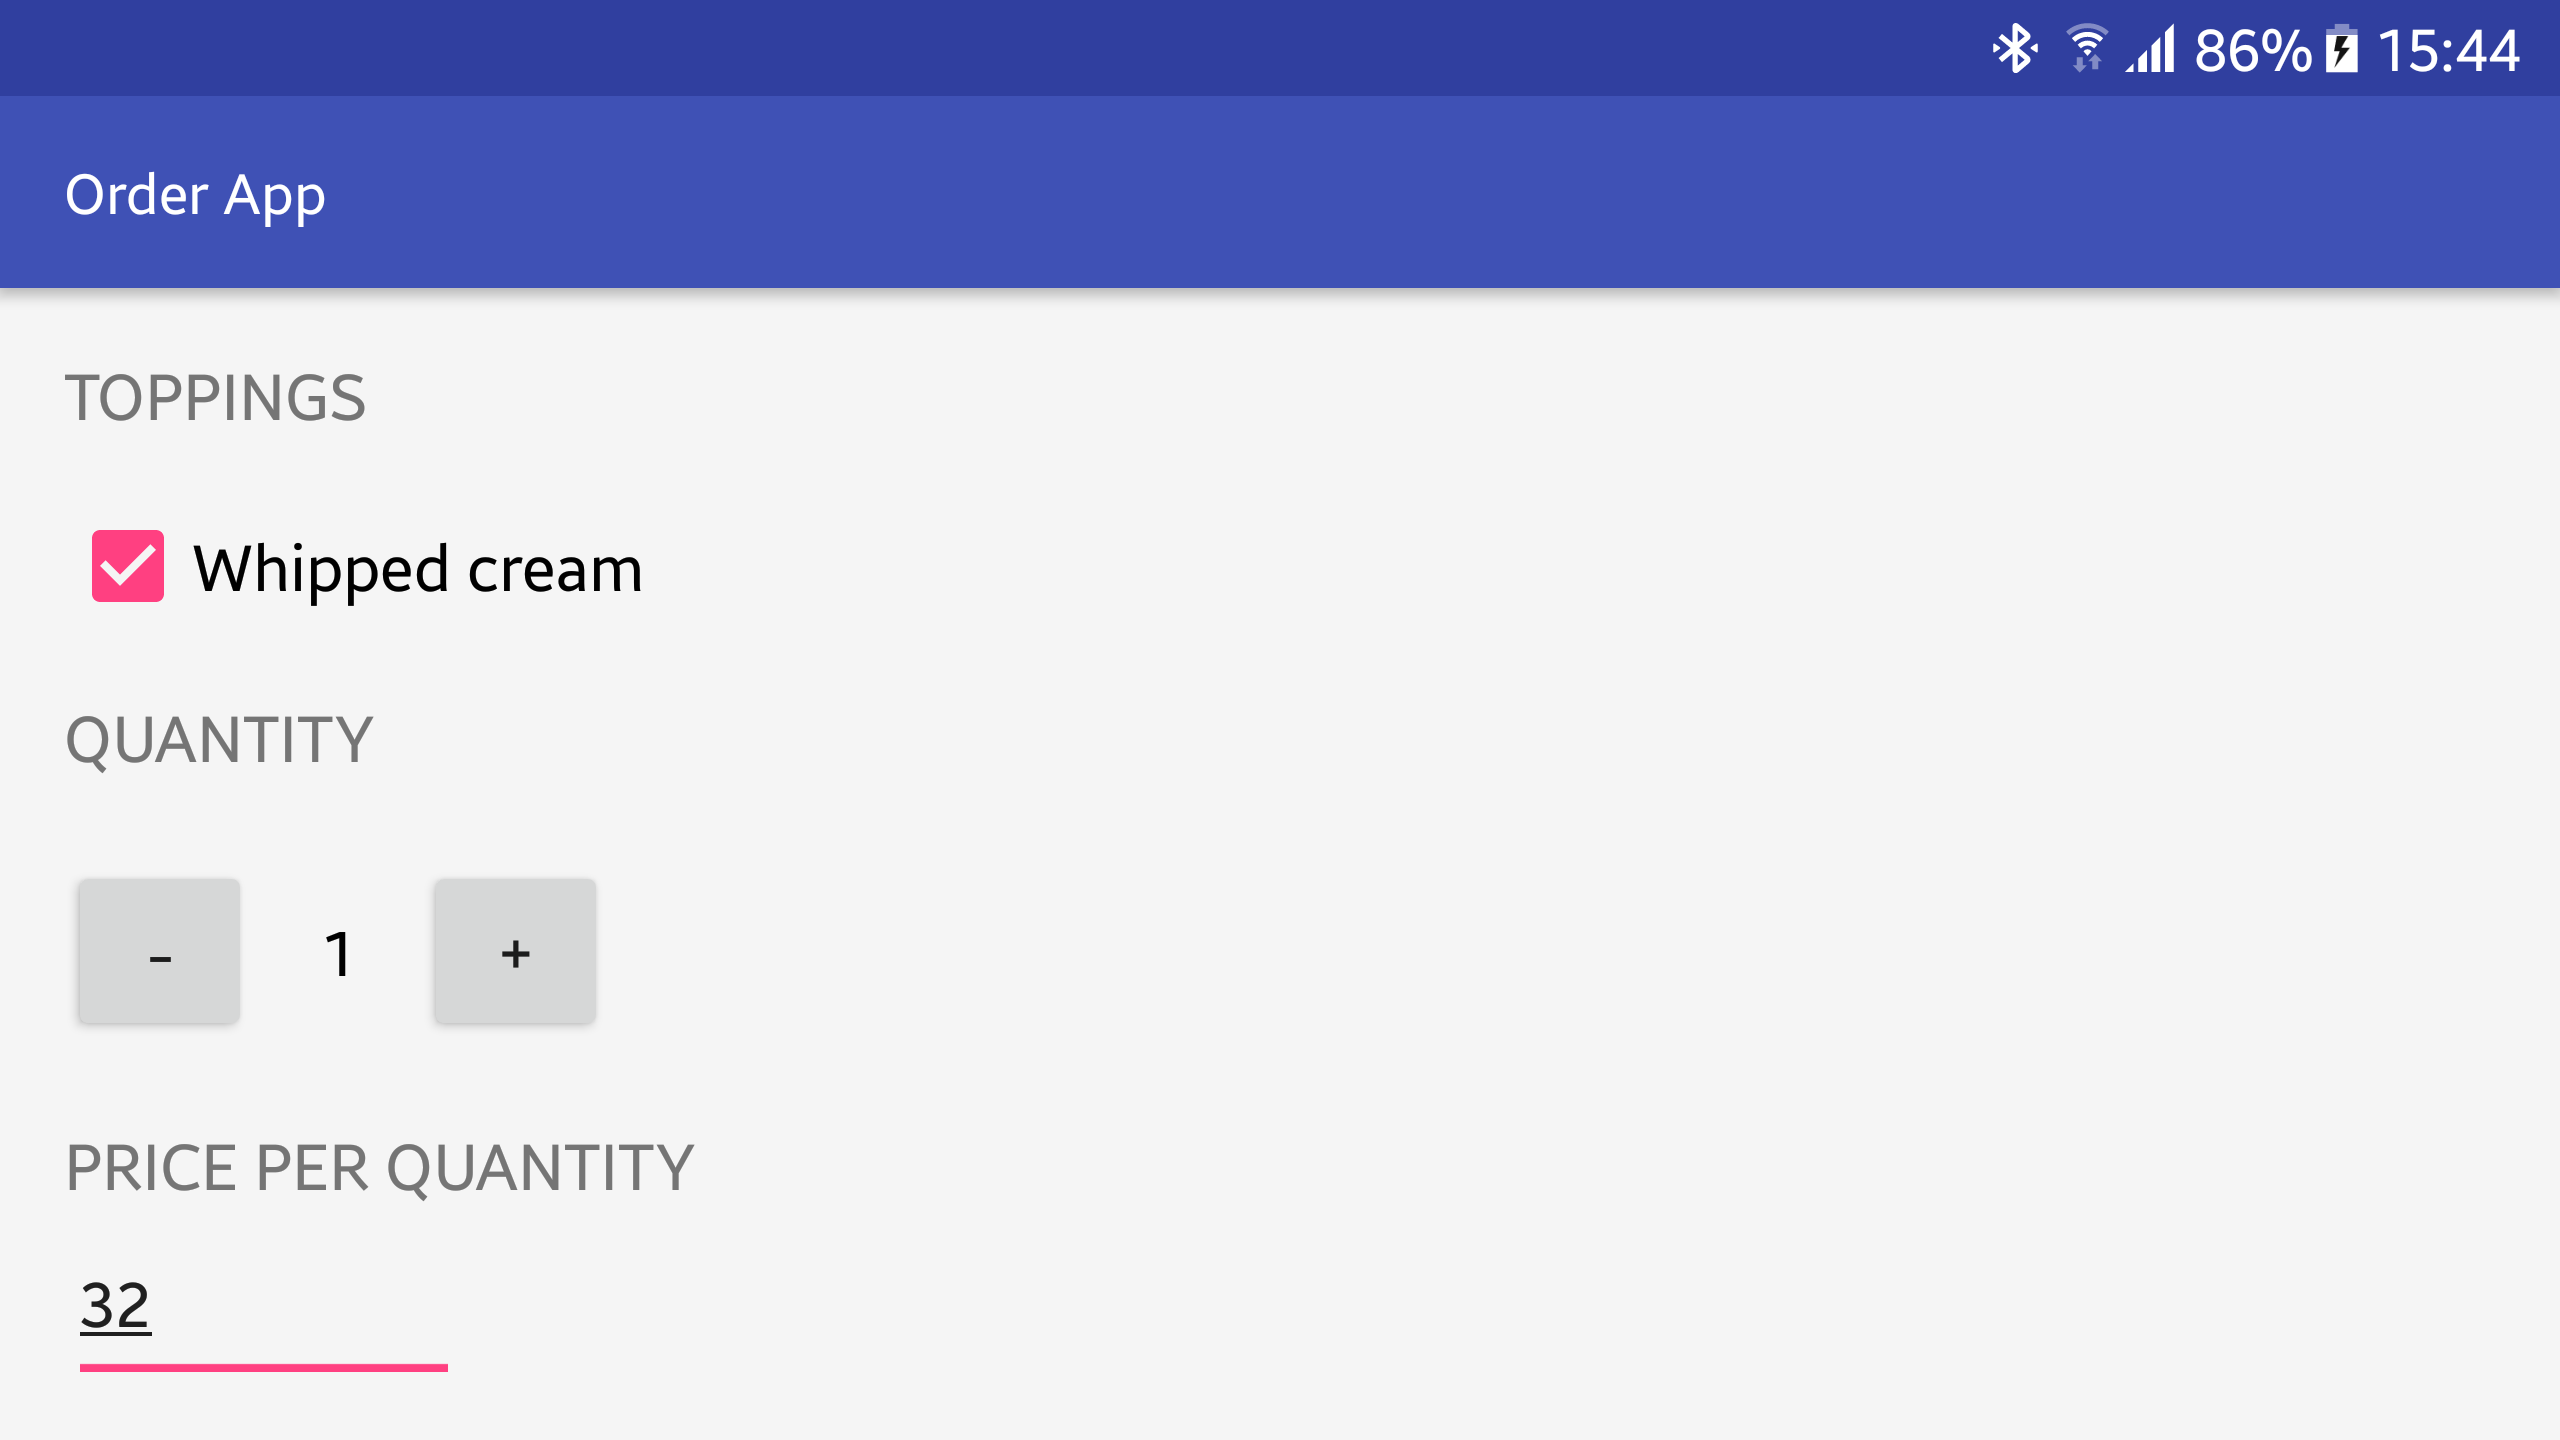 86% 15:44
Order App
TOPPINGS
Whipped cream
QUANTITY
- 1 +
PRICE PER QUANTITY
32